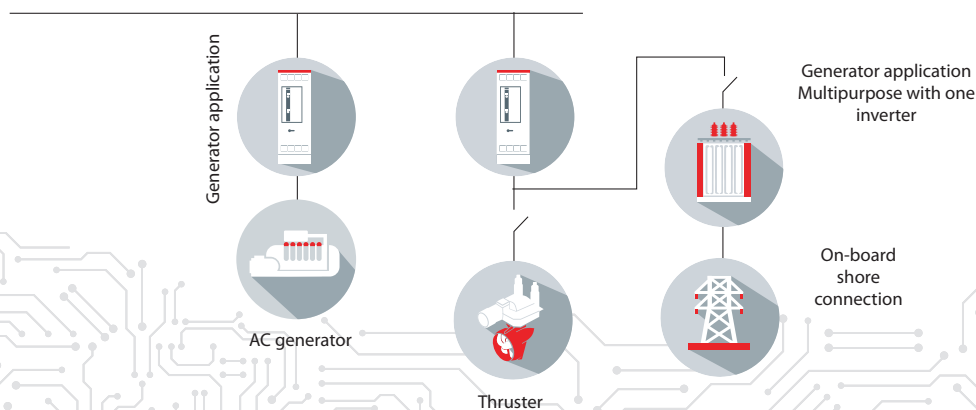 Generator application
Generator application
Multipurpose with one
inverter
On-board
shore
connection
AC generator
Thruster